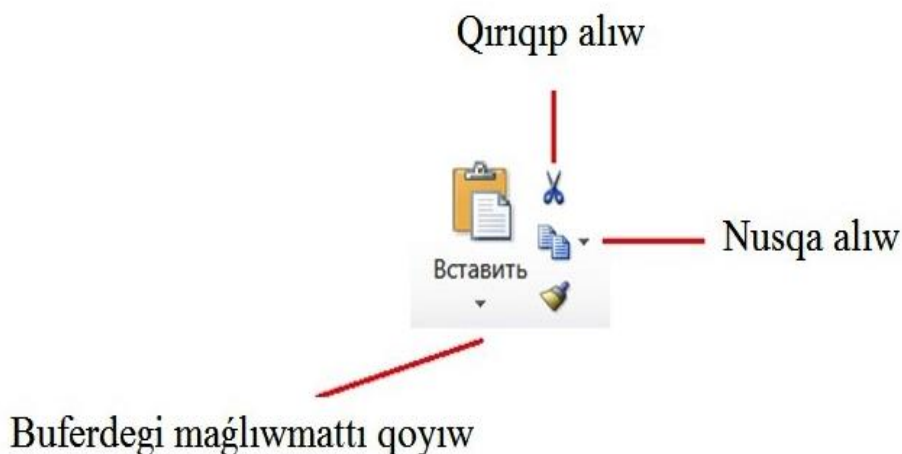 Qırıqıp alıw
Nusqa alıw
Вставить
Buferdegi maǵlıwmattı qoyıw